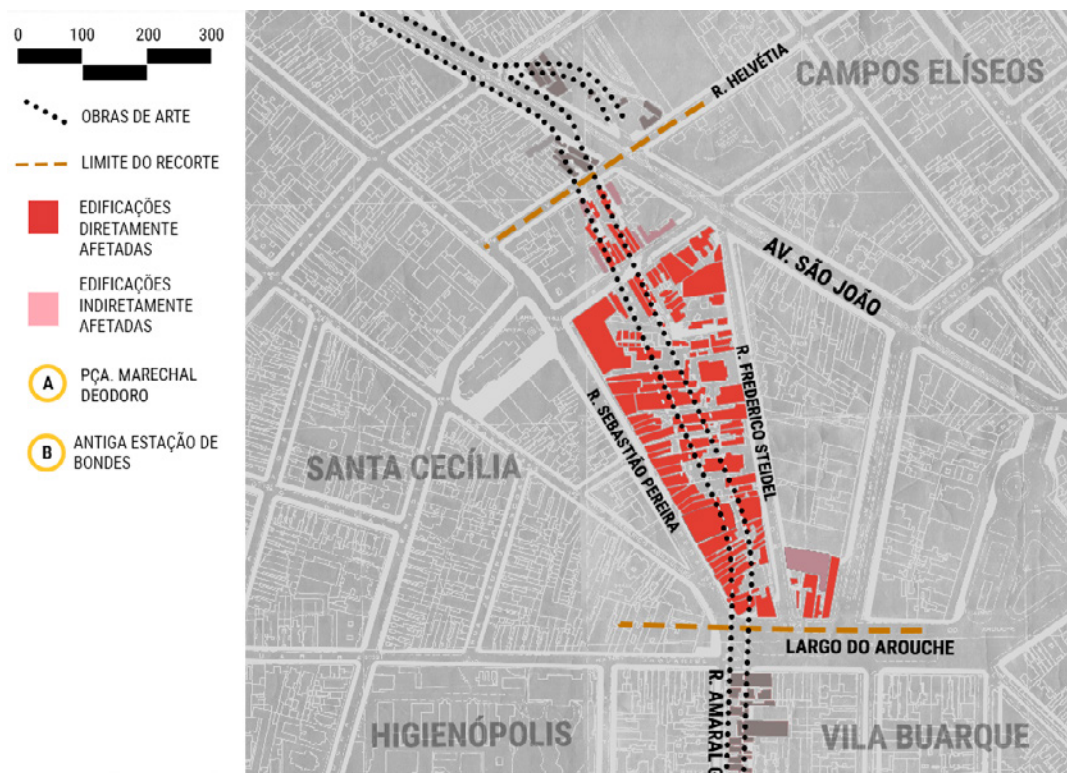 0 100 200 300
OBRAS DE ARTE
LIMITE DO RECORTE
EDIFICAÇÕES
DIRETAMENTE
AFETADAS
EDIFICAÇÕES
INDIRETAMENTE
AFETADAS
A PÇA. MARECHAL
DEODORO
B ANTIGA ESTAÇÃO DE
BONDES
R. HELVÉTIA
CAMPOS ELÍSEOS
AV. SÃO JOÃO
R. FREDERICO STEIDEL
R. SEBASTIÃO PEREIRA
SANTA CECÍLIA
LARGO DO AROUCHE
R. AMARAL
HIGIENÓPOLIS
VILA BUARQUE